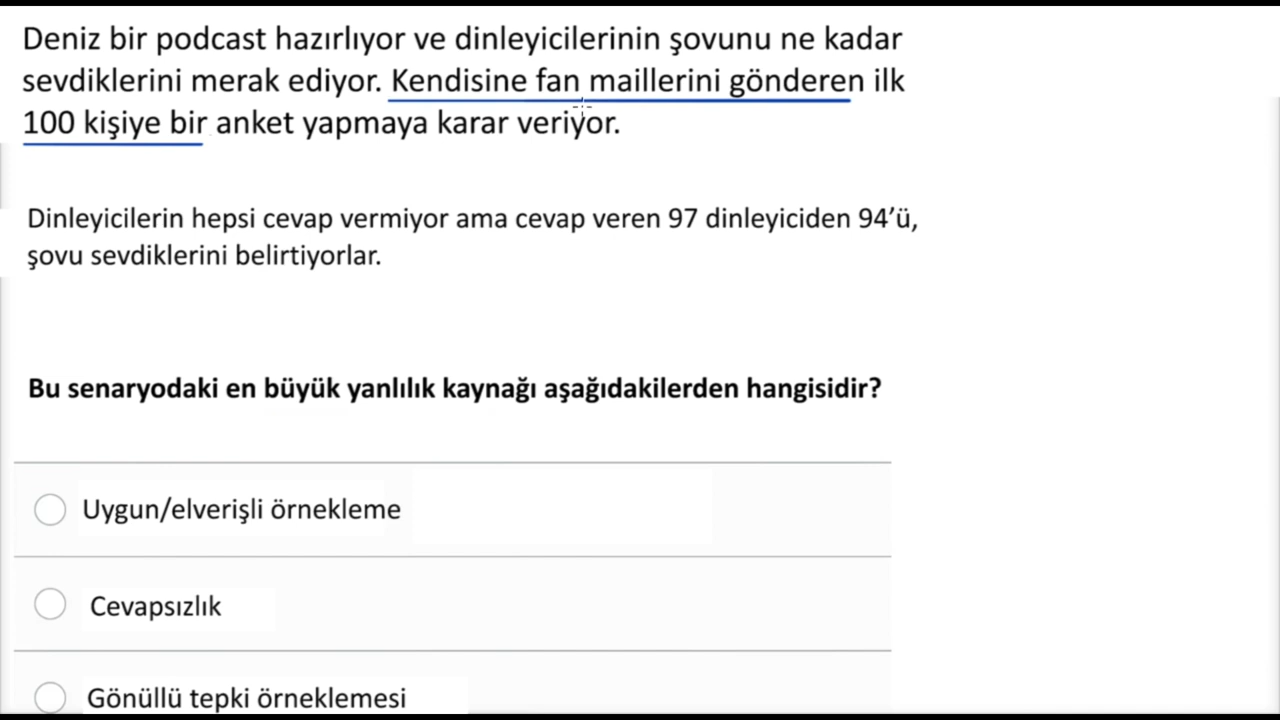 Deniz bir podcast hazırlıyor ve dinleyicilerinin şovunu ne kadar
sevdiklerini merak ediyor. Kendisine fan maillerini gönderen ilk
100 kişiye bir anket yapmaya karar veriyor.
Dinleyicilerin hepsi cevap vermiyor ama cevap veren 97 dinleyiciden 94'ü,
şovu sevdiklerini belirtiyorlar.
Bu senaryodaki en büyük yanlılık kaynağı aşağıdakilerden hangisidir?
Uygun/elverişli örnekleme
Cevapsızlık
Gönüllü tepki örneklemesi